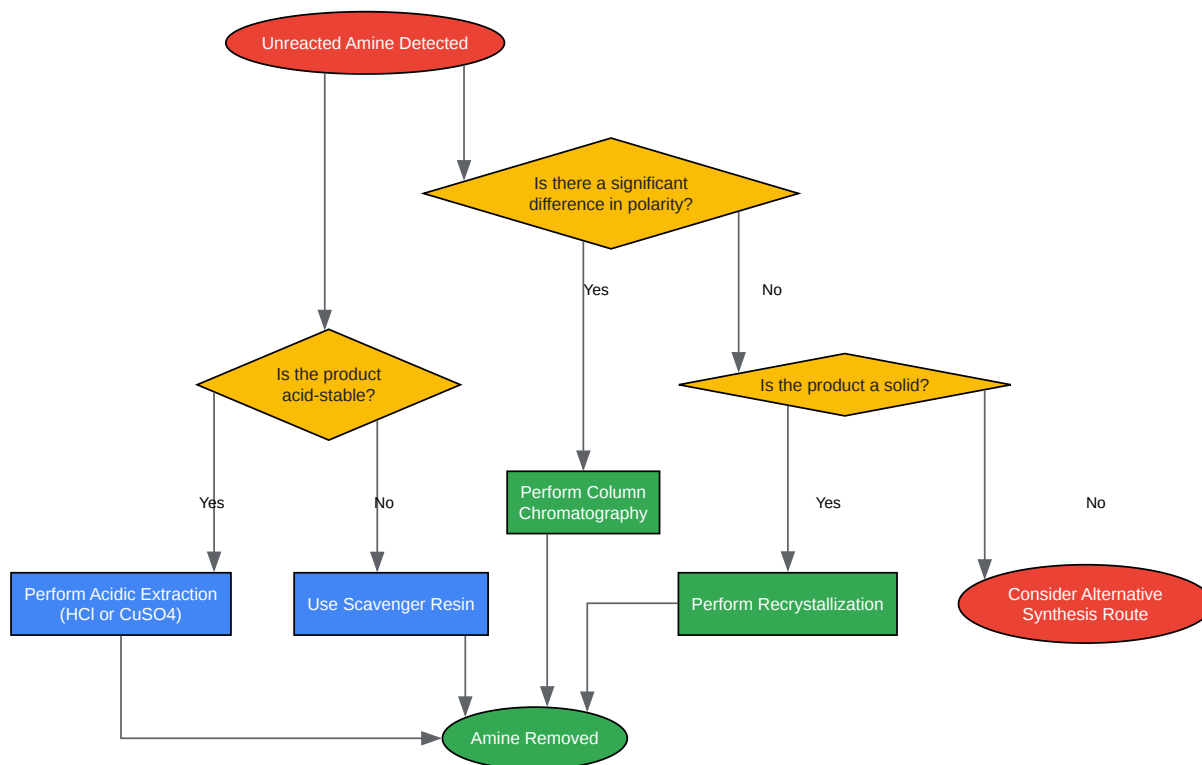 Unreacted Amine Detected
Is there a significant
difference in polarity?
Yes
No
Is the product
acid-stable?
Is the product a solid?
Yes
No
Perform Column
Chromatography
Yes
No
Perform Acidic Extraction
(HCl or CuSO4)
Use Scavenger Resin
Perform Recrystallization
Consider Alternative
Synthesis Route
Amine Removed